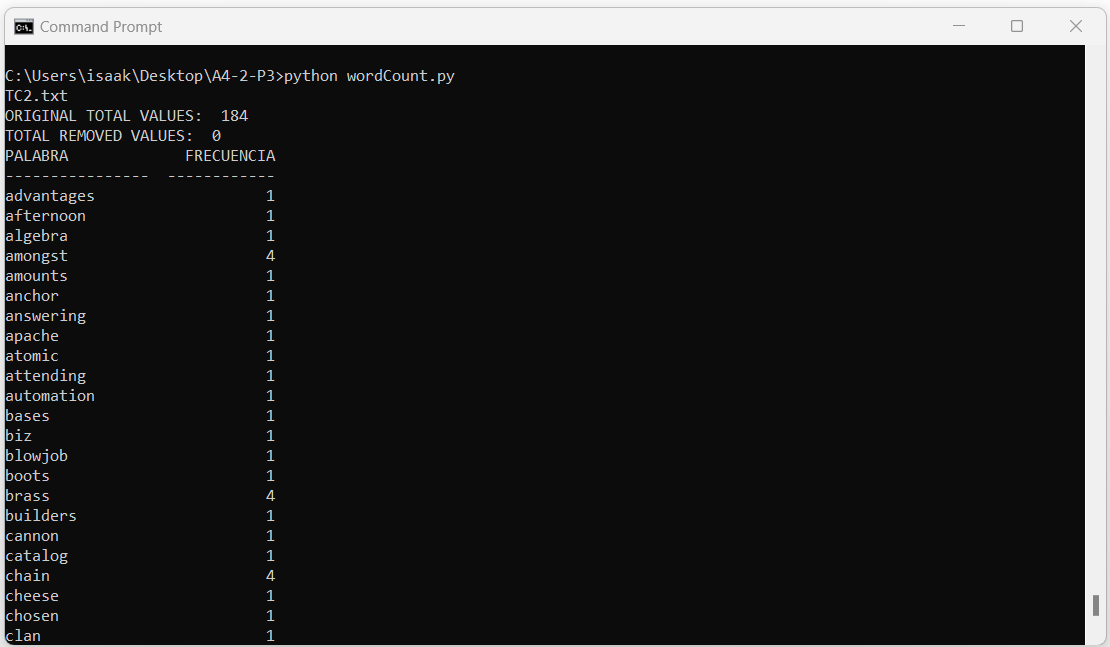 Command Prompt
C:\Users\isaak\Desktop\A4-2-P3>python wordCount.py
TC2.txt
ORIGINAL TOTAL VALUES:  184
TOTAL REMOVED VALUES:  0
PALABRA             FRECUENCIA
----------------  ------------
advantages                   1
afternoon                    1
algebra                      1
amongst                      4
amounts                      1
anchor                       1
answering                    1
apache                       1
atomic                       1
attending                    1
automation                   1
bases                        1
biz                          1
blowjob                      1
boots                        1
brass                        4
builders                     1
cannon                       1
catalog                      1
chain                        4
cheese                       1
chosen                       1
clan                         1